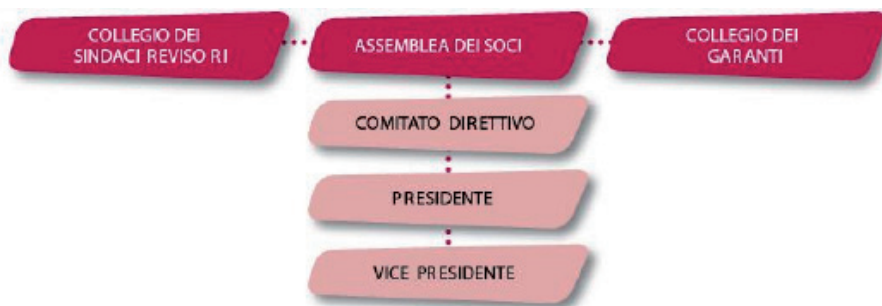 COLLEGIO DEI
SINDACI REVISO RI
ASSEMBLEA DEI SOCI
COLLEGIO DEI
GARANTI
COMITATO DIRETTIVO
PRESIDENTE
VICE PRESIDENTE